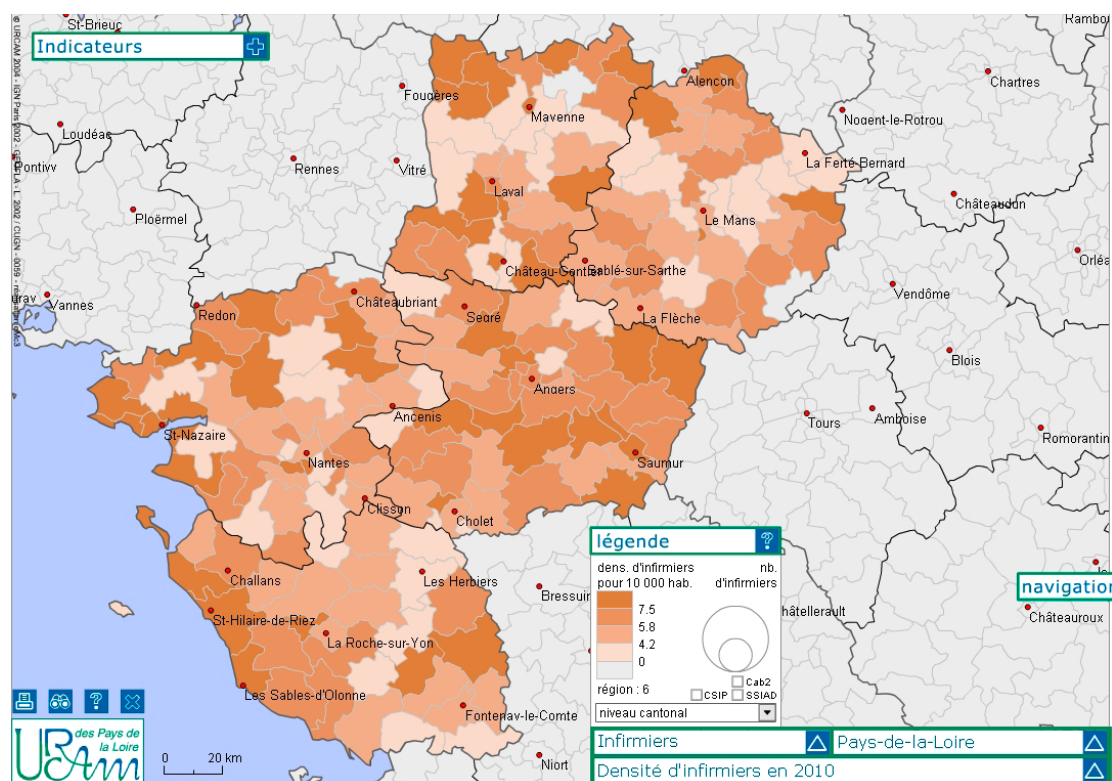 St-Brieuc
Rambo
Indicateurs
Alençon
Chartres
Fougères
Mayenne
Nogent-le-Rotrou
Loudéac
Pontivy
Rennes
Vitré
La Ferté-Bernard
Laval
Châteaudun
Ploërmel
Le Mans
Orléa
Château-Gontier
Sablé-sur-Sarthe
Vannes
Châteaubriant
Vendôme
Redon
Segré
La Flèche
Blois
Angers
Ancenis
Tours
Amboise
St-Nazaire
Romorantin
Nantes
Saumur
Clisson
Cholet
légende ?
dens. d'infirmiers
pour 10 000 hab.
nb.
d'infirmiers
7.5
5.8
4.2
0
région : 6
Cab2
CSIP
SSIAD
niveau cantonal
Challans
Les Herbiers
Bressuir
navigation
hâtellerault
Châteauroux
St-Hilaire-de-Riez
La Roche-sur-Yon
Les Sables-d'Olonne
Fontenay-le-Comte
?
des Pays de
la Loire
URCAM
0 20 km
Niort
Infirmiers
Pays-de-la-Loire
Densité d'infirmiers en 2010